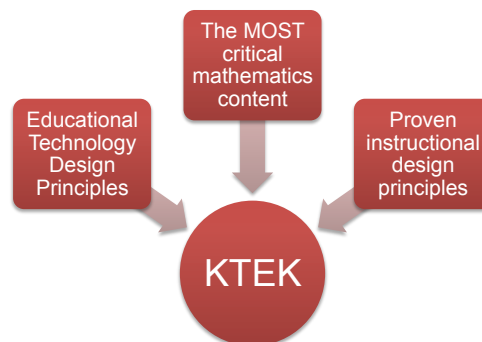 The MOST
critical
mathematics
content
Educational
Technology
Design
Principles
Proven
instructional
design
principles
KTEK